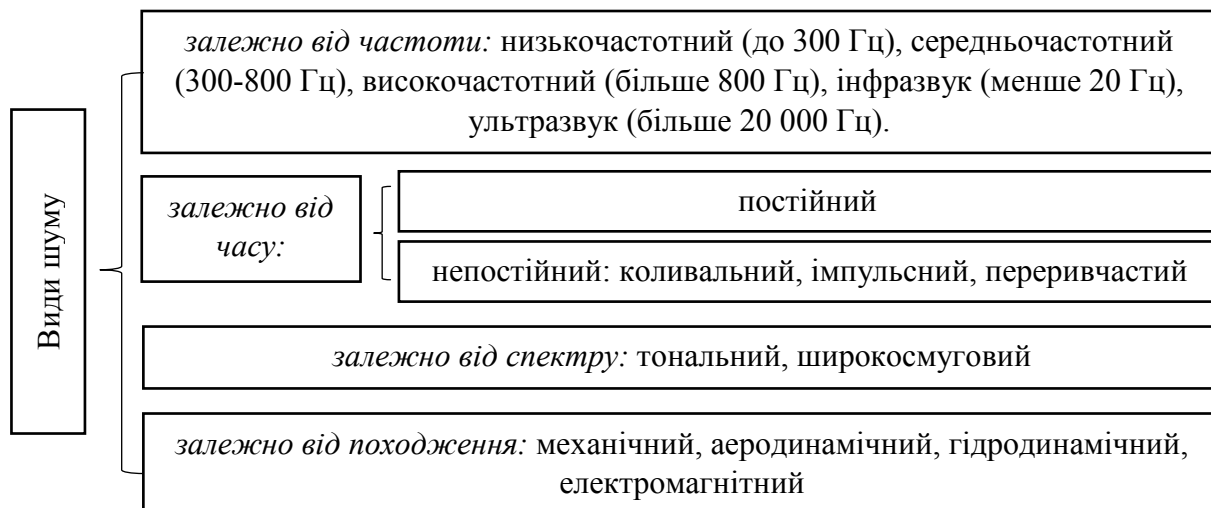 Види шуму
залежно від частоти: низькочастотний (до 300 Гц), середньочастотний
(300-800 Гц), високочастотний (більше 800 Гц), інфразвук (менше 20 Гц),
ультразвук (більше 20 000 Гц).
залежно від
часу:
постійний
непостійний: коливальний, імпульсний, переривчастий
залежно від спектру: тональний, широкосмуговий
залежно від походження: механічний, аеродинамічний, гідродинамічний,
електромагнітний